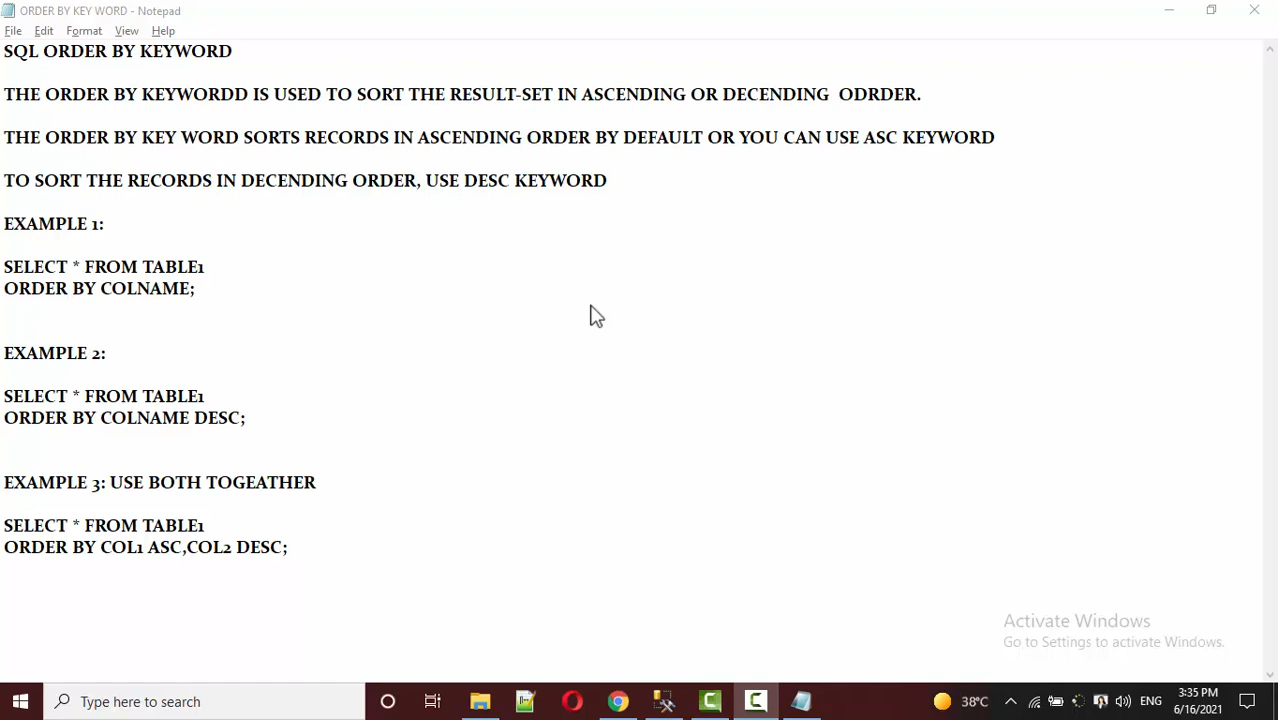 ORDER BY KEY WORD - Notepad
File Edit Format View Help
SQL ORDER BY KEYWORD
THE ORDER BY KEYWORDD IS USED TO SORT THE RESULT-SET IN ASCENDING OR DECENDING  ODRDER.
THE ORDER BY KEY WORD SORTS RECORDS IN ASCENDING ORDER BY DEFAULT OR YOU CAN USE ASC KEYWORD
TO SORT THE RECORDS IN DECENDING ORDER, USE DESC KEYWORD
EXAMPLE 1:
SELECT * FROM TABLE1
ORDER BY COLNAME;
EXAMPLE 2:
SELECT * FROM TABLE1
ORDER BY COLNAME DESC;
EXAMPLE 3: USE BOTH TOGEATHER
SELECT * FROM TABLE1
ORDER BY COL1 ASC,COL2 DESC;
Activate Windows
Go to Settings to activate Windows.
Type here to search
38°C
ENG
3:35 PM
6/16/2021